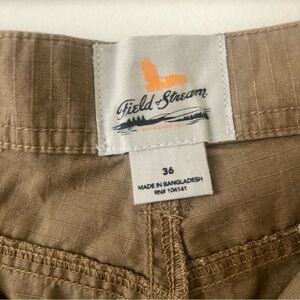 Field & Stream
36
MADE IN BANGLADESH
RN# 104141